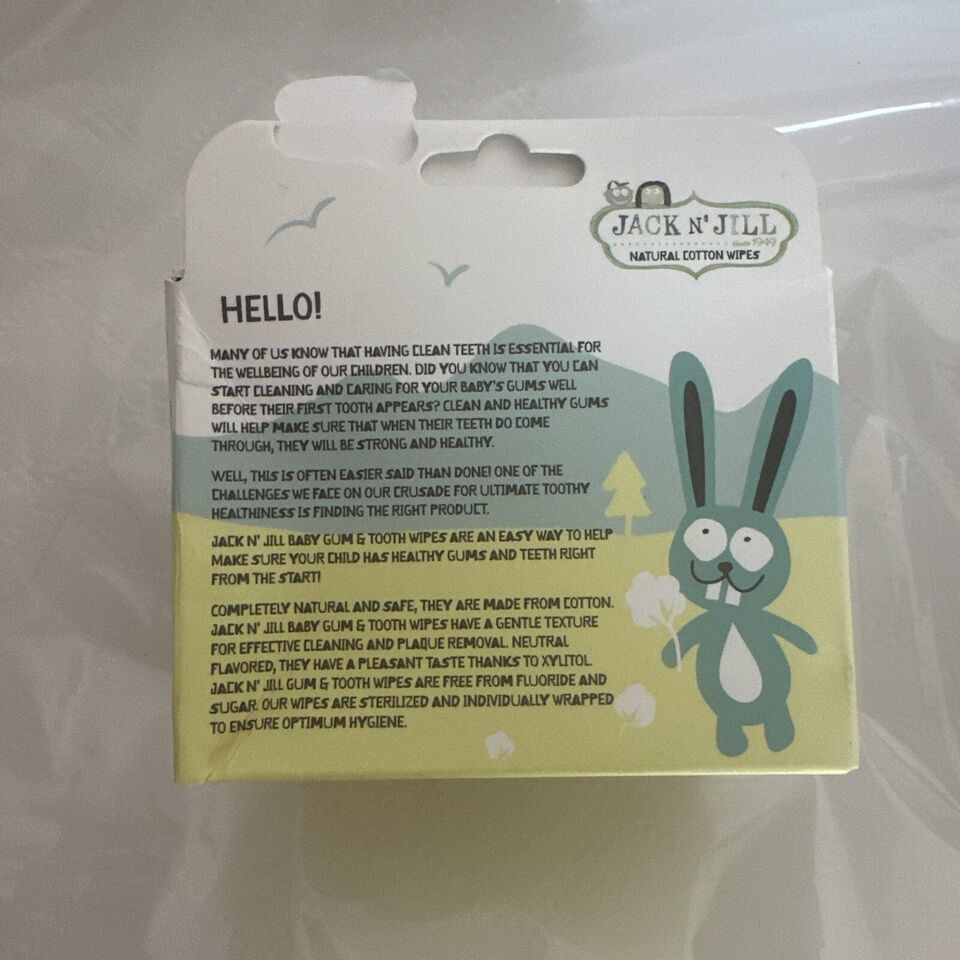 JACK N' JILL
since 1949
NATURAL COTTON WIPES
HELLO!
MANY OF US KNOW THAT HAVING CLEAN TEETH IS ESSENTIAL FOR
THE WELLBEING OF OUR CHILDREN. DID YOU KNOW THAT YOU CAN
START CLEANING AND CARING FOR YOUR BABY'S GUMS WELL
BEFORE THEIR FIRST TOOTH APPEARS? CLEAN AND HEALTHY GUMS
WILL HELP MAKE SURE THAT WHEN THEIR TEETH DO COME
THROUGH, THEY WILL BE STRONG AND HEALTHY.
WELL, THIS IS OFTEN EASIER SAID THAN DONE! ONE OF THE
CHALLENGES WE FACE ON OUR CRUSADE FOR ULTIMATE TOOTHY
HEALTHINESS IS FINDING THE RIGHT PRODUCT.
JACK N' JILL BABY GUM & TOOTH WIPES ARE AN EASY WAY TO HELP
MAKE SURE YOUR CHILD HAS HEALTHY GUMS AND TEETH RIGHT
FROM THE START!
COMPLETELY NATURAL AND SAFE, THEY ARE MADE FROM COTTON.
JACK N' JILL BABY GUM & TOOTH WIPES HAVE A GENTLE TEXTURE
FOR EFFECTIVE CLEANING AND PLAQUE REMOVAL. NEUTRAL
FLAVORED, THEY HAVE A PLEASANT TASTE THANKS TO XYLITOL.
JACK N' JILL GUM & TOOTH WIPES ARE FREE FROM FLUORIDE AND
SUGAR. OUR WIPES ARE STERILIZED AND INDIVIDUALLY WRAPPED
TO ENSURE OPTIMUM HYGIENE.